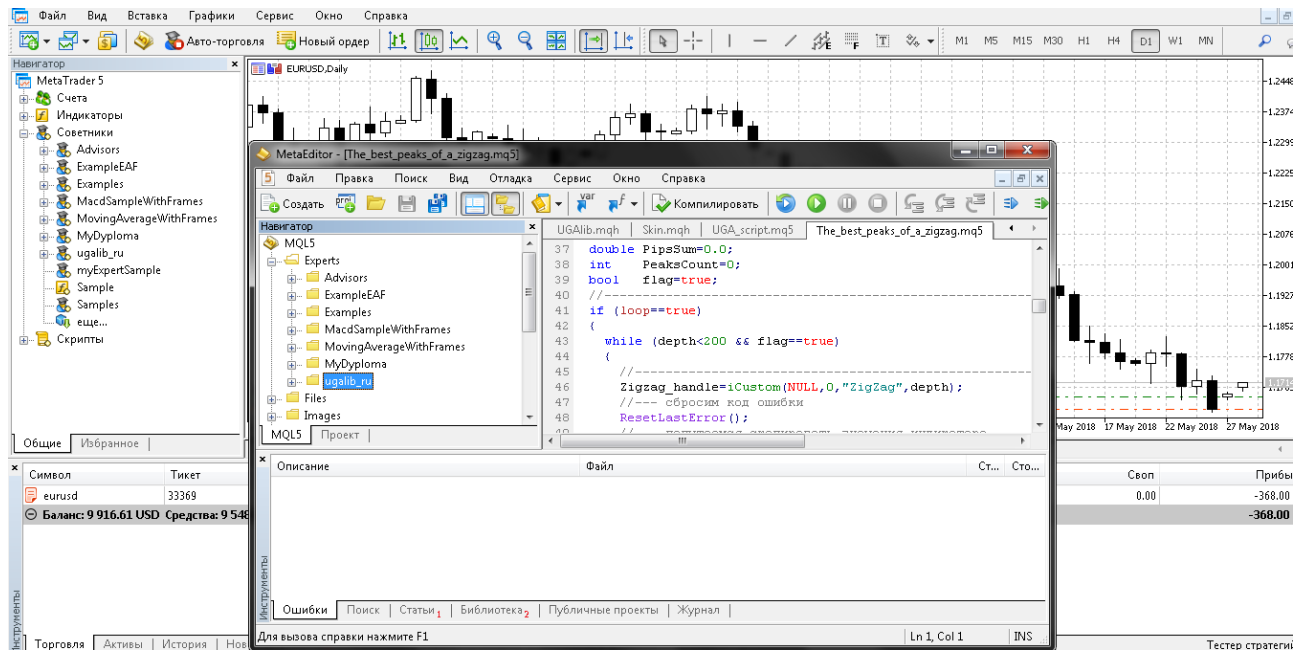 Файл Вид Вставка Графики Сервис Окно Справка
Авто-торговля Новый ордер M1 M5 M15 M30 H1 H4 D1 W1 MN
Навигатор
MetaTrader 5
Счета
Индикаторы
Советники
Advisors
ExampleEAF
Examples
MacdSampleWithFrames
MovingAverageWithFrames
MyDyploma
ugalib_ru
myExpertSample
Sample
Samples
еще...
Скрипты
Общие Избранное
EURUSD,Daily
1.2448
1.2374
1.2299
1.2225
1.2150
1.2076
1.2001
1.1927
1.1852
1.1778
May 2018 17 May 2018 22 May 2018 27 May 2018
MetaEditor - [The_best_peaks_of_a_zigzag.mq5]
Файл Правка Поиск Вид Отладка Сервис Окно Справка
Создать Компилировать
Навигатор
MQL5
Experts
Advisors
ExampleEAF
Examples
MacdSampleWithFrames
MovingAverageWithFrames
MyDyploma
ugalib_ru
Files
Images
MQL5 Проект
UGAlib.mqh Skin.mqh UGA_script.mq5 The_best_peaks_of_a_zigzag.mq5
37 double PipsSum=0.0;
38 int PeaksCount=0;
39 bool flag=true;
40 //---
41 if (loop==true)
42 {
43 while (depth<200 && flag==true)
44 {
45 //---
46 Zigzag_handle=iCustom(NULL,0,"ZigZag",depth);
47 //--- сбросим код ошибки
48 ResetLastError();
Описание Файл Ст... Сто...
Инструменты
Ошибки Поиск Статьи 1 Библиотека 2 Публичные проекты Журнал
Для вызова справки нажмите F1 Ln 1, Col 1 INS
Символ Тикет Своп Прибы
eurusd 33369 0.00 -368.00
Баланс: 9 916.61 USD Средства: 9 548 -368.00
Торговля Активы История Нов
Тестер стратегий